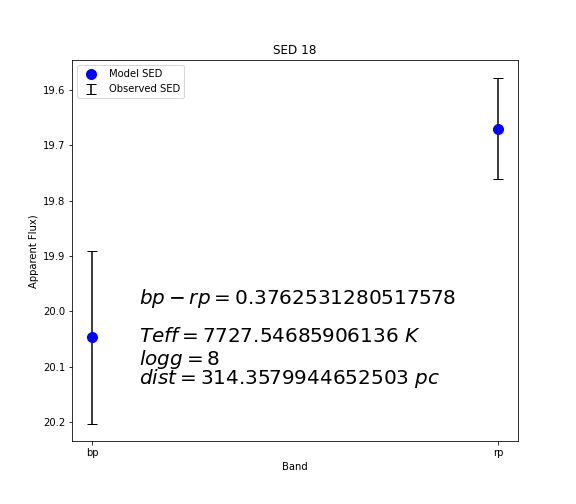 SED 18
Model SED
Observed SED
19.6
19.7
19.8
19.9
20.0
20.1
20.2
Apparent Flux)
bp − rp = 0.3762531280517578
Teff = 7727.54685906136 K
logg = 8
dist = 314.3579944652503 pc
bp
rp
Band